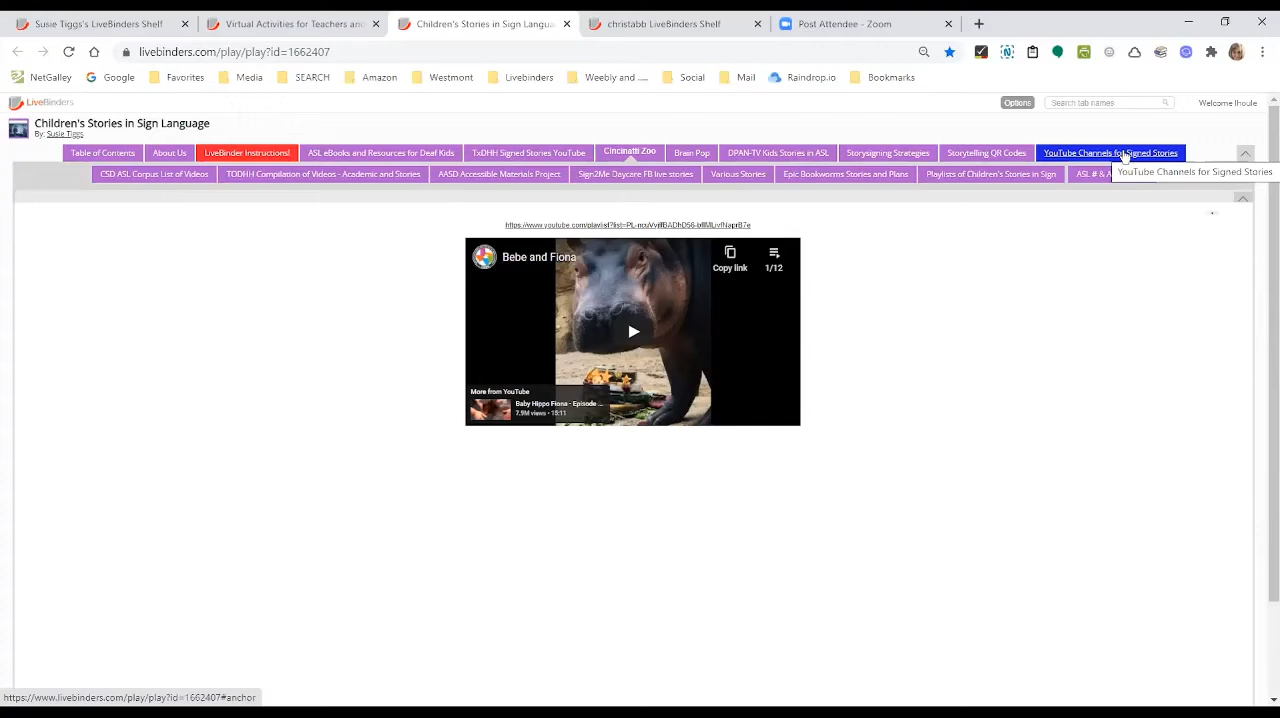 Susie Tiggs's LiveBinders Shelf
Virtual Activities for Teachers and
Children's Stories in Sign Langua
christabb LiveBinders Shelf
Post Attendee - Zoom
livebinders.com/play/play?id=1662407
NetGalley
Google
Favorites
Media
SEARCH
Amazon
Westmont
Livebinders
Weebly and ....
Social
Mail
Raindrop.io
Bookmarks
LiveBinders
Options
Search tab names
Welcome lhoule
Children's Stories in Sign Language
By: Susie Tiggs
Table of Contents
About Us
LiveBinder Instructions!
ASL eBooks and Resources for Deaf Kids
TxDHH Signed Stories YouTube
Cincinatti Zoo
Brain Pop
DPAN-TV Kids Stories in ASL
Storysigning Strategies
Storytelling QR Codes
YouTube Channels for Signed Stories
CSD ASL Corpus List of Videos
TODHH Compilation of Videos - Academic and Stories
AASD Accessible Materials Project
Sign2Me Daycare FB live stories
Various Stories
Epic Bookworms Stories and Plans
Playlists of Children's Stories in Sign
ASL # & A
YouTube Channels for Signed Stories
Bebe and Fiona
Copy link
1/12
More from YouTube
Baby Hippo Fiona - Episode ...
7.9M views • 15:11
https://www.livebinders.com/play/play?id=1662407#anchor